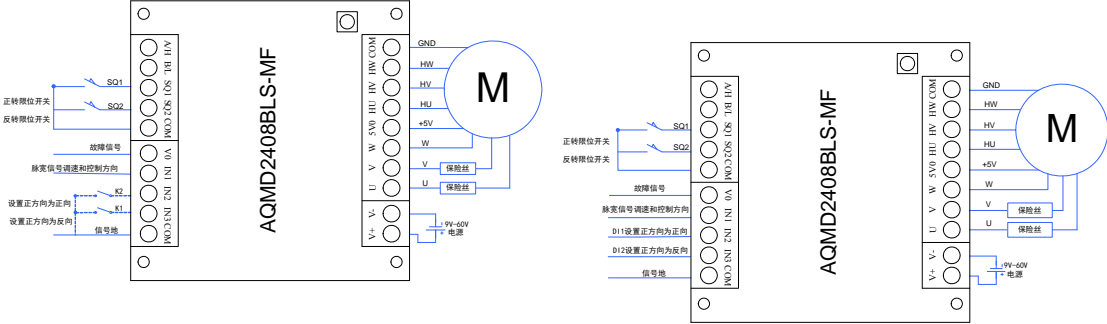 AQMD2408BLS-MF
A/H
B/L
SQ1
SQ2
COM
V0
IN1
IN2
IN3
COM
COM
HW
HV
HU
5V0
W
V
U
V-
V+
SQ1
正转限位开关
SQ2
反转限位开关
故障信号
脉宽信号调速和控制方向
K2
设置正方向为正向
K1
设置正方向为反向
信号地
GND
HW
HV
HU
+5V
W
V
保险丝
U
保险丝
M
9V-60V
电源
AQMD2408BLS-MF
A/H
B/L
SQ1
SQ2
COM
V0
IN1
IN2
IN3
COM
COM
HW
HV
HU
5V0
W
V
U
V-
V+
SQ1
正转限位开关
SQ2
反转限位开关
故障信号
脉宽信号调速和控制方向
DI1设置正方向为正向
DI2设置正方向为反向
信号地
GND
HW
HV
HU
+5V
W
V
保险丝
U
保险丝
M
9V-60V
电源